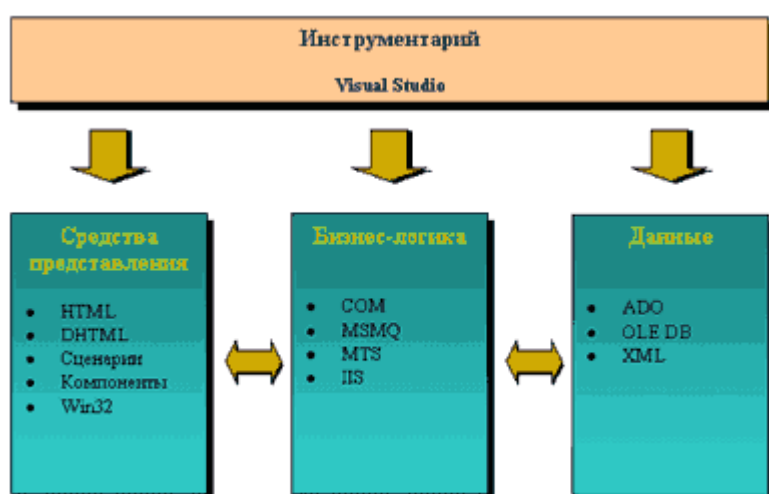 Инструментарий
Visual Studio
Средства
представления
HTML
DHTML
Сценарии
Компоненты
Win32
Бизнес-логика
COM
MSMQ
MTS
IIS
Данные
ADO
OLE DB
XML